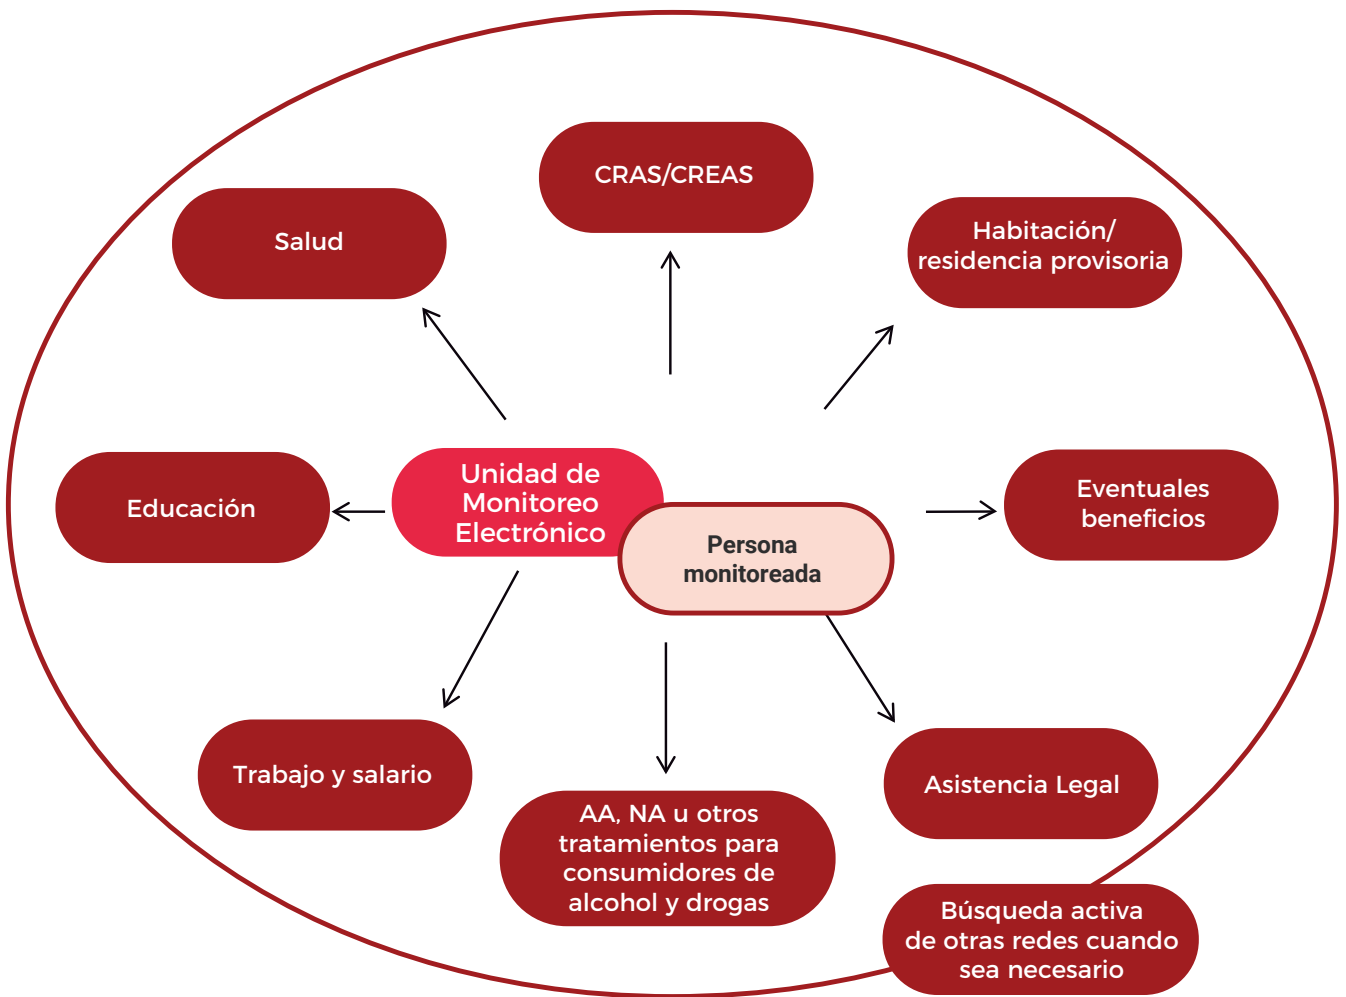 CRAS/CREAS
Salud
Habitación/
residencia provisoria
Educación
Unidad de
Monitoreo
Electrónico
Persona
monitoreada
Eventuales
beneficios
Trabajo y salario
AA, NA u otros
tratamientos para
consumidores de
alcohol y drogas
Asistencia Legal
Búsqueda activa
de otras redes cuando
sea necesario